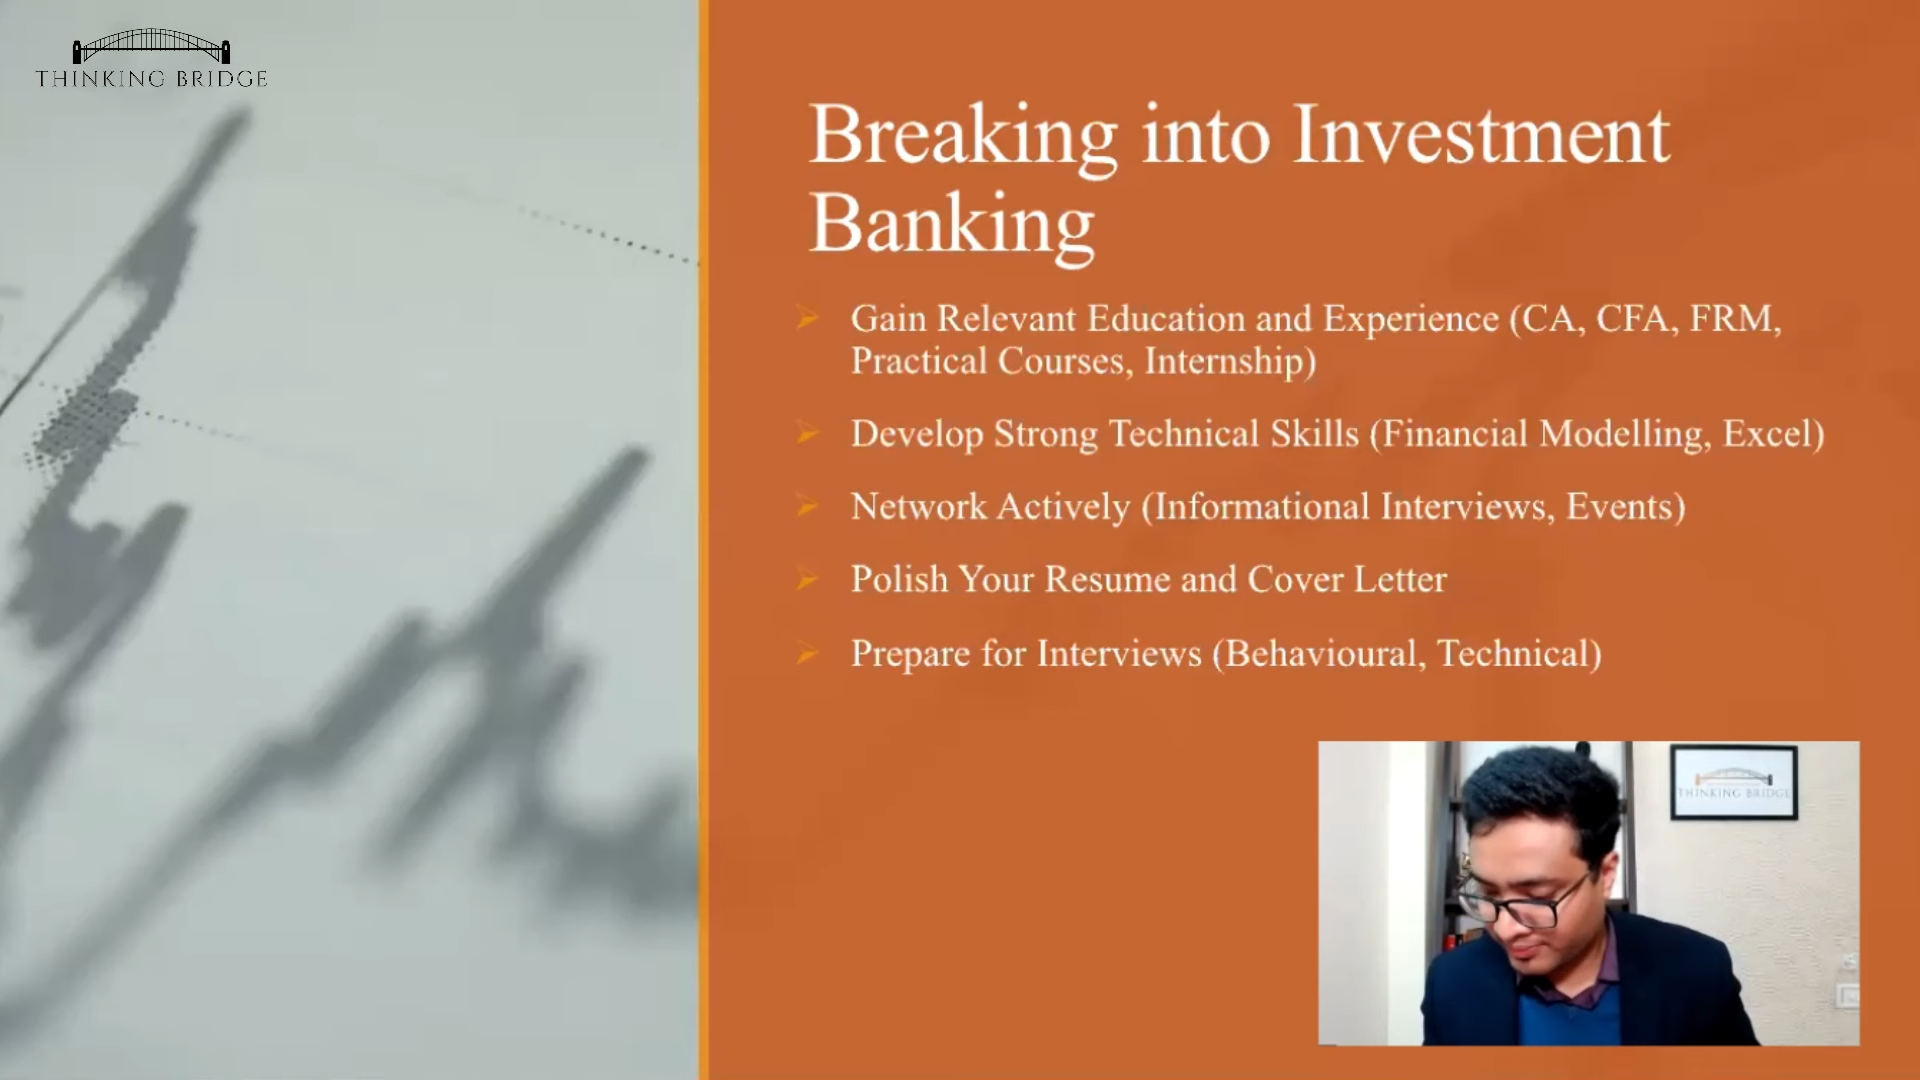 THINKING BRIDGE
Breaking into Investment
Banking
Gain Relevant Education and Experience (CA, CFA, FRM,
Practical Courses, Internship)
Develop Strong Technical Skills (Financial Modelling, Excel)
Network Actively (Informational Interviews, Events)
Polish Your Resume and Cover Letter
Prepare for Interviews (Behavioural, Technical)
THINKING BRIDGE